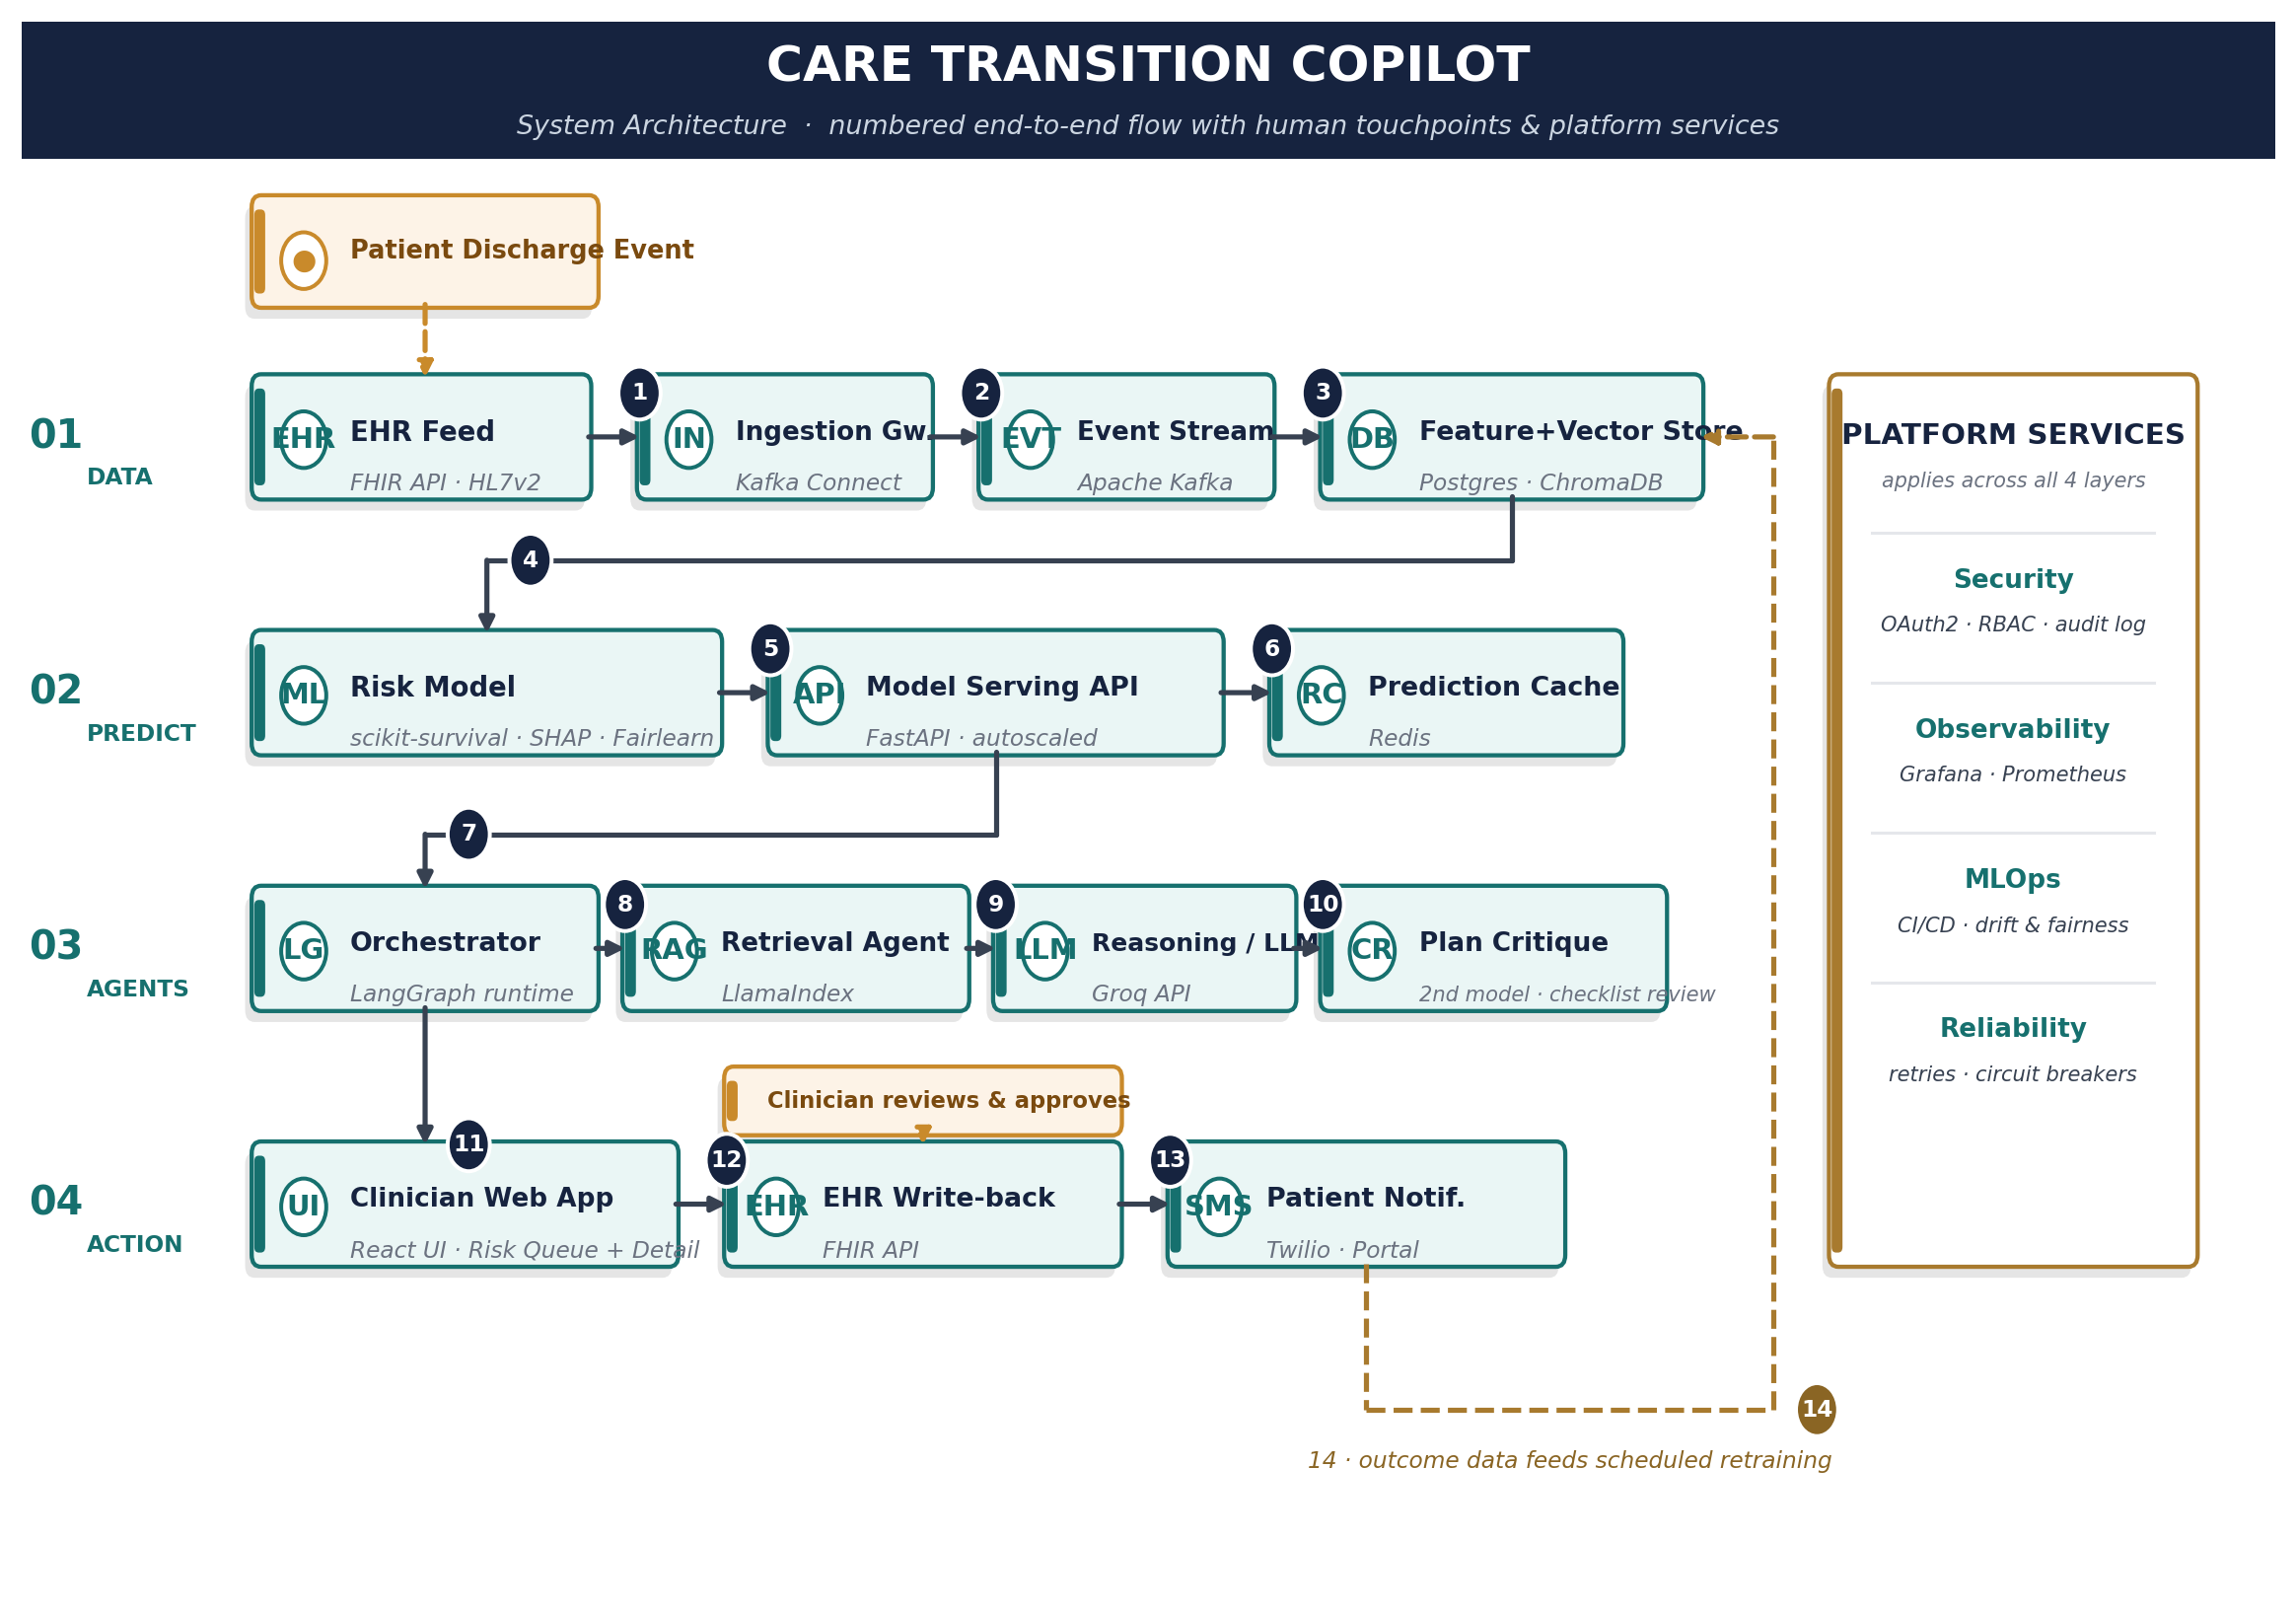 CARE TRANSITION COPILOT
System Architecture · numbered end-to-end flow with human touchpoints & platform services
Patient Discharge Event
01
DATA
EHR
EHR Feed
FHIR API · HL7v2
1
IN
Ingestion Gw.
Kafka Connect
2
EVT
Event Stream
Apache Kafka
3
DB
Feature+Vector Store
Postgres · ChromaDB
4
02
PREDICT
ML
Risk Model
scikit-survival · SHAP · Fairlearn
5
API
Model Serving API
FastAPI · autoscaled
6
RC
Prediction Cache
Redis
7
03
AGENTS
LG
Orchestrator
LangGraph runtime
8
RAG
Retrieval Agent
LlamaIndex
9
LLM
Reasoning / LLM
Groq API
10
CR
Plan Critique
2nd model · checklist review
Clinician reviews & approves
04
ACTION
11
UI
Clinician Web App
React UI · Risk Queue + Detail
12
EHR
EHR Write-back
FHIR API
13
SMS
Patient Notif.
Twilio · Portal
14
14 · outcome data feeds scheduled retraining
PLATFORM SERVICES
applies across all 4 layers
Security
OAuth2 · RBAC · audit log
Observability
Grafana · Prometheus
MLOps
CI/CD · drift & fairness
Reliability
retries · circuit breakers